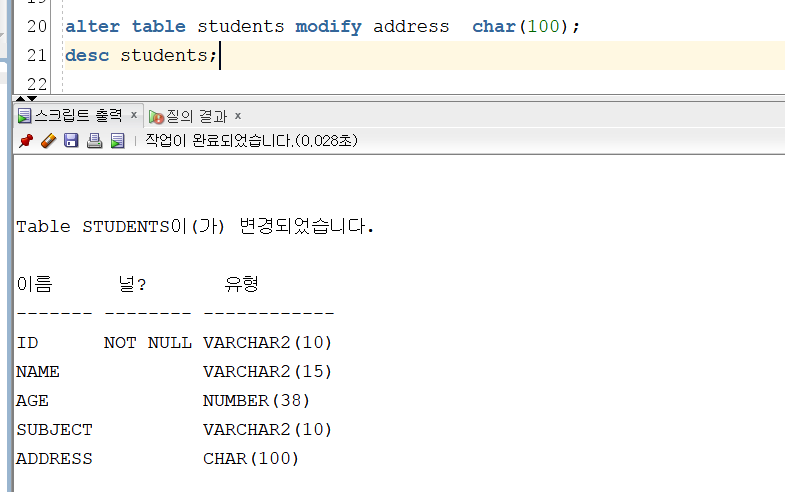 19
20 alter table students modify address  char(100);
21 desc students;
22
스크립트 출력 x 질의 결과 x
작업이 완료되었습니다.(0.028초)
Table STUDENTS이(가) 변경되었습니다.
이름      널?       유형
------- -------- ------------
ID      NOT NULL VARCHAR2(10)
NAME             VARCHAR2(15)
AGE              NUMBER(38)
SUBJECT          VARCHAR2(10)
ADDRESS          CHAR(100)